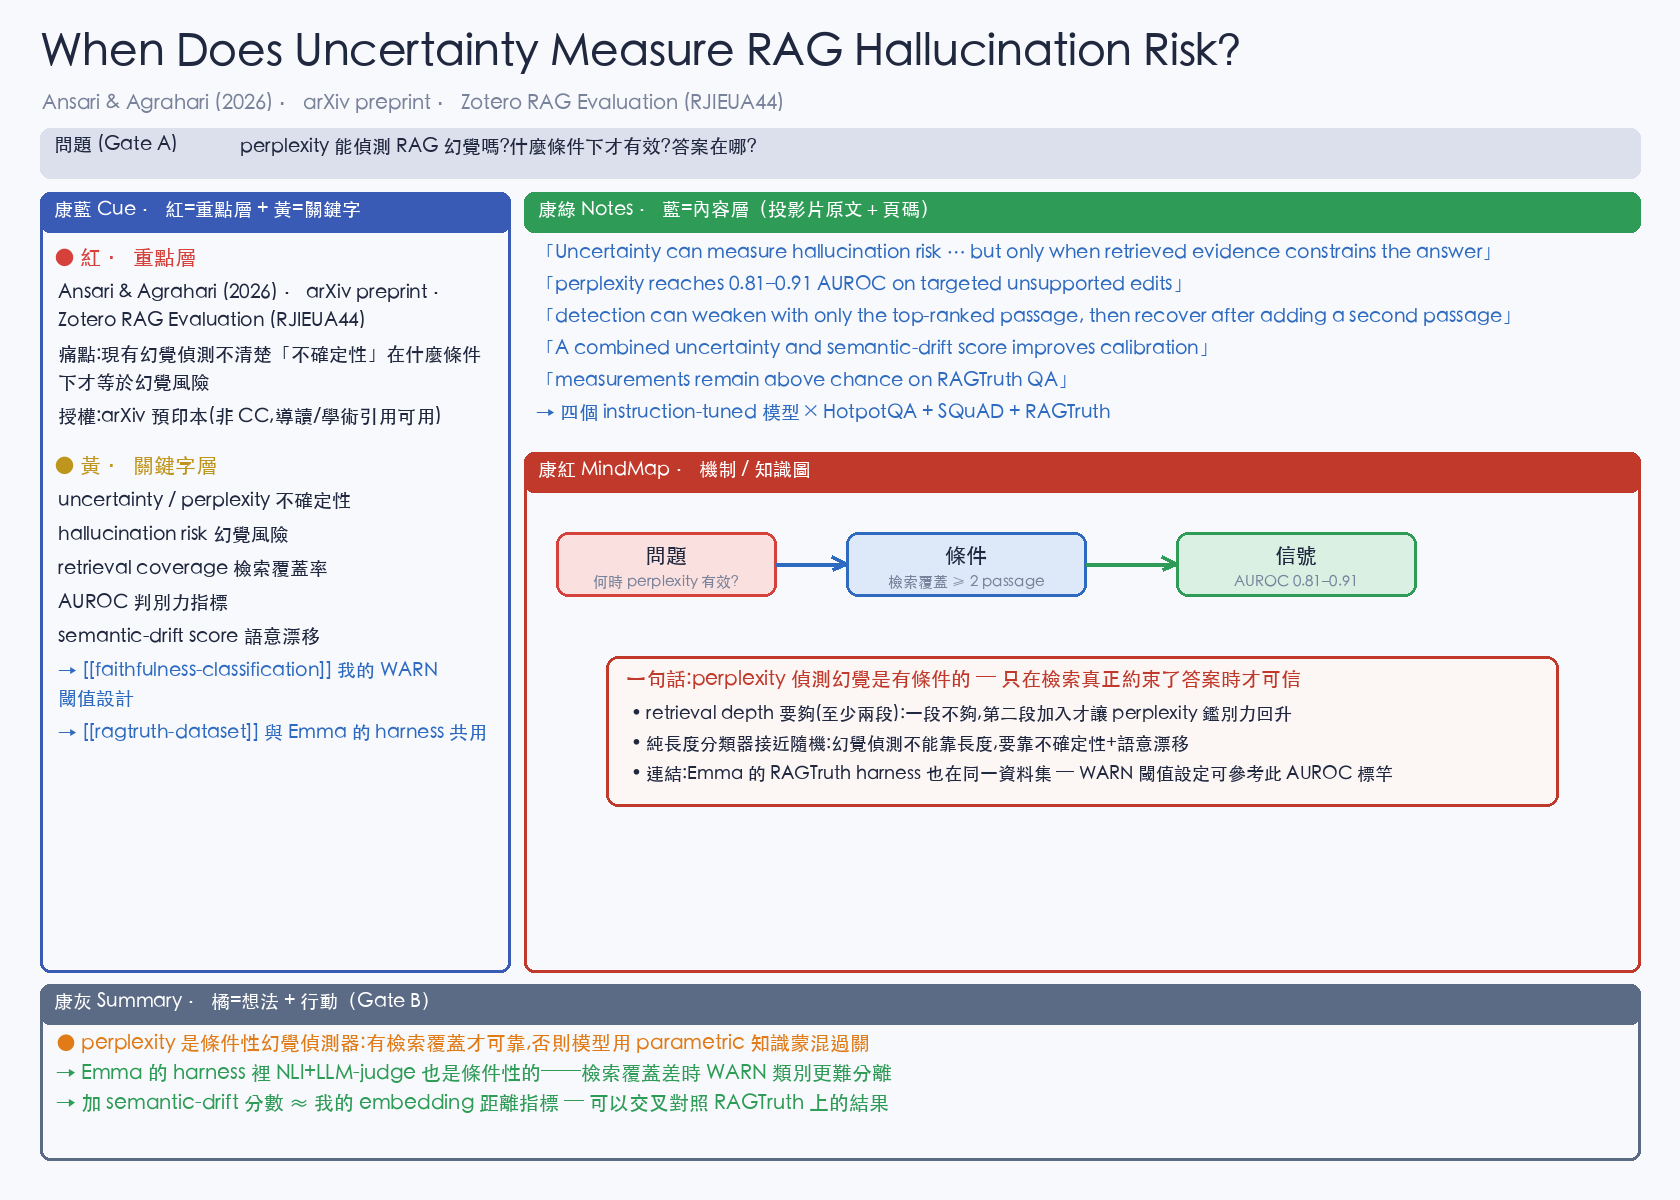 When Does Uncertainty Measure RAG Hallucination Risk?
Ansari & Agrahari (2026) · arXiv preprint · Zotero RAG Evaluation (RJIEUA44)
問題 (Gate A) perplexity 能偵測 RAG 幻覺嗎?什麼條件下才有效?答案在哪?
康藍 Cue · 紅=重點層 + 黃=關鍵字
● 紅 · 重點層
Ansari & Agrahari (2026) · arXiv preprint ·
Zotero RAG Evaluation (RJIEUA44)
痛點:現有幻覺偵測不清楚「不確定性」在什麼條件
下才等於幻覺風險
授權:arXiv 預印本(非 CC,導讀/學術引用可用)
● 黃 · 關鍵字層
uncertainty / perplexity 不確定性
hallucination risk 幻覺風險
retrieval coverage 檢索覆蓋率
AUROC 判別力指標
semantic-drift score 語意漂移
→ [[faithfulness-classification]] 我的 WARN
閾值設計
→ [[ragtruth-dataset]] 與 Emma 的 harness 共用
康綠 Notes · 藍=內容層（投影片原文 + 頁碼）
「Uncertainty can measure hallucination risk … but only when retrieved evidence constrains the answer」
「perplexity reaches 0.81–0.91 AUROC on targeted unsupported edits」
「detection can weaken with only the top-ranked passage, then recover after adding a second passage」
「A combined uncertainty and semantic-drift score improves calibration」
「measurements remain above chance on RAGTruth QA」
→ 四個 instruction-tuned 模型 × HotpotQA + SQuAD + RAGTruth
康紅 MindMap · 機制 / 知識圖
問題
何時 perplexity 有效?
條件
檢索覆蓋 ≥ 2 passage
信號
AUROC 0.81–0.91
一句話:perplexity 偵測幻覺是有條件的 — 只在檢索真正約束了答案時才可信
• retrieval depth 要夠(至少兩段):一段不夠,第二段加入才讓 perplexity 鑑別力回升
• 純長度分類器接近隨機:幻覺偵測不能靠長度,要靠不確定性+語意漂移
• 連結:Emma 的 RAGTruth harness 也在同一資料集 — WARN 閾值設定可參考此 AUROC 標竿
康灰 Summary · 橘=想法 + 行動（Gate B）
● perplexity 是條件性幻覺偵測器:有檢索覆蓋才可靠,否則模型用 parametric 知識蒙混過關
→ Emma 的 harness 裡 NLI+LLM-judge 也是條件性的——檢索覆蓋差時 WARN 類別更難分離
→ 加 semantic-drift 分數 ≈ 我的 embedding 距離指標 — 可以交叉對照 RAGTruth 上的結果